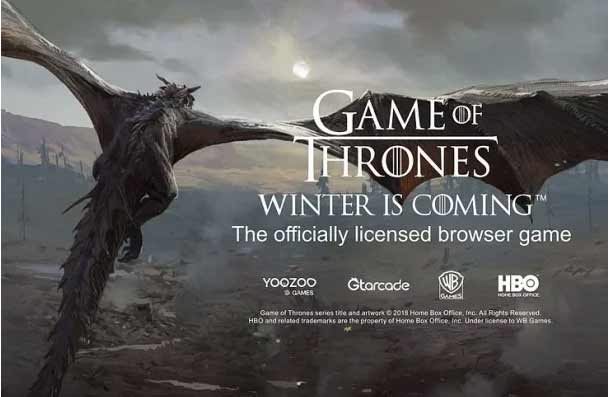 GAME OF
THRONES
WINTER IS COMING™
The officially licensed browser game
YOOZOO GAMES
Gtarcade
WB GAMES
HBO HOME BOX OFFICE
Game of Thrones series title and artwork © 2018 Home Box Office, Inc. All Rights Reserved.
HBO and related trademarks are the property of Home Box Office, Inc. Under license to WB Games.